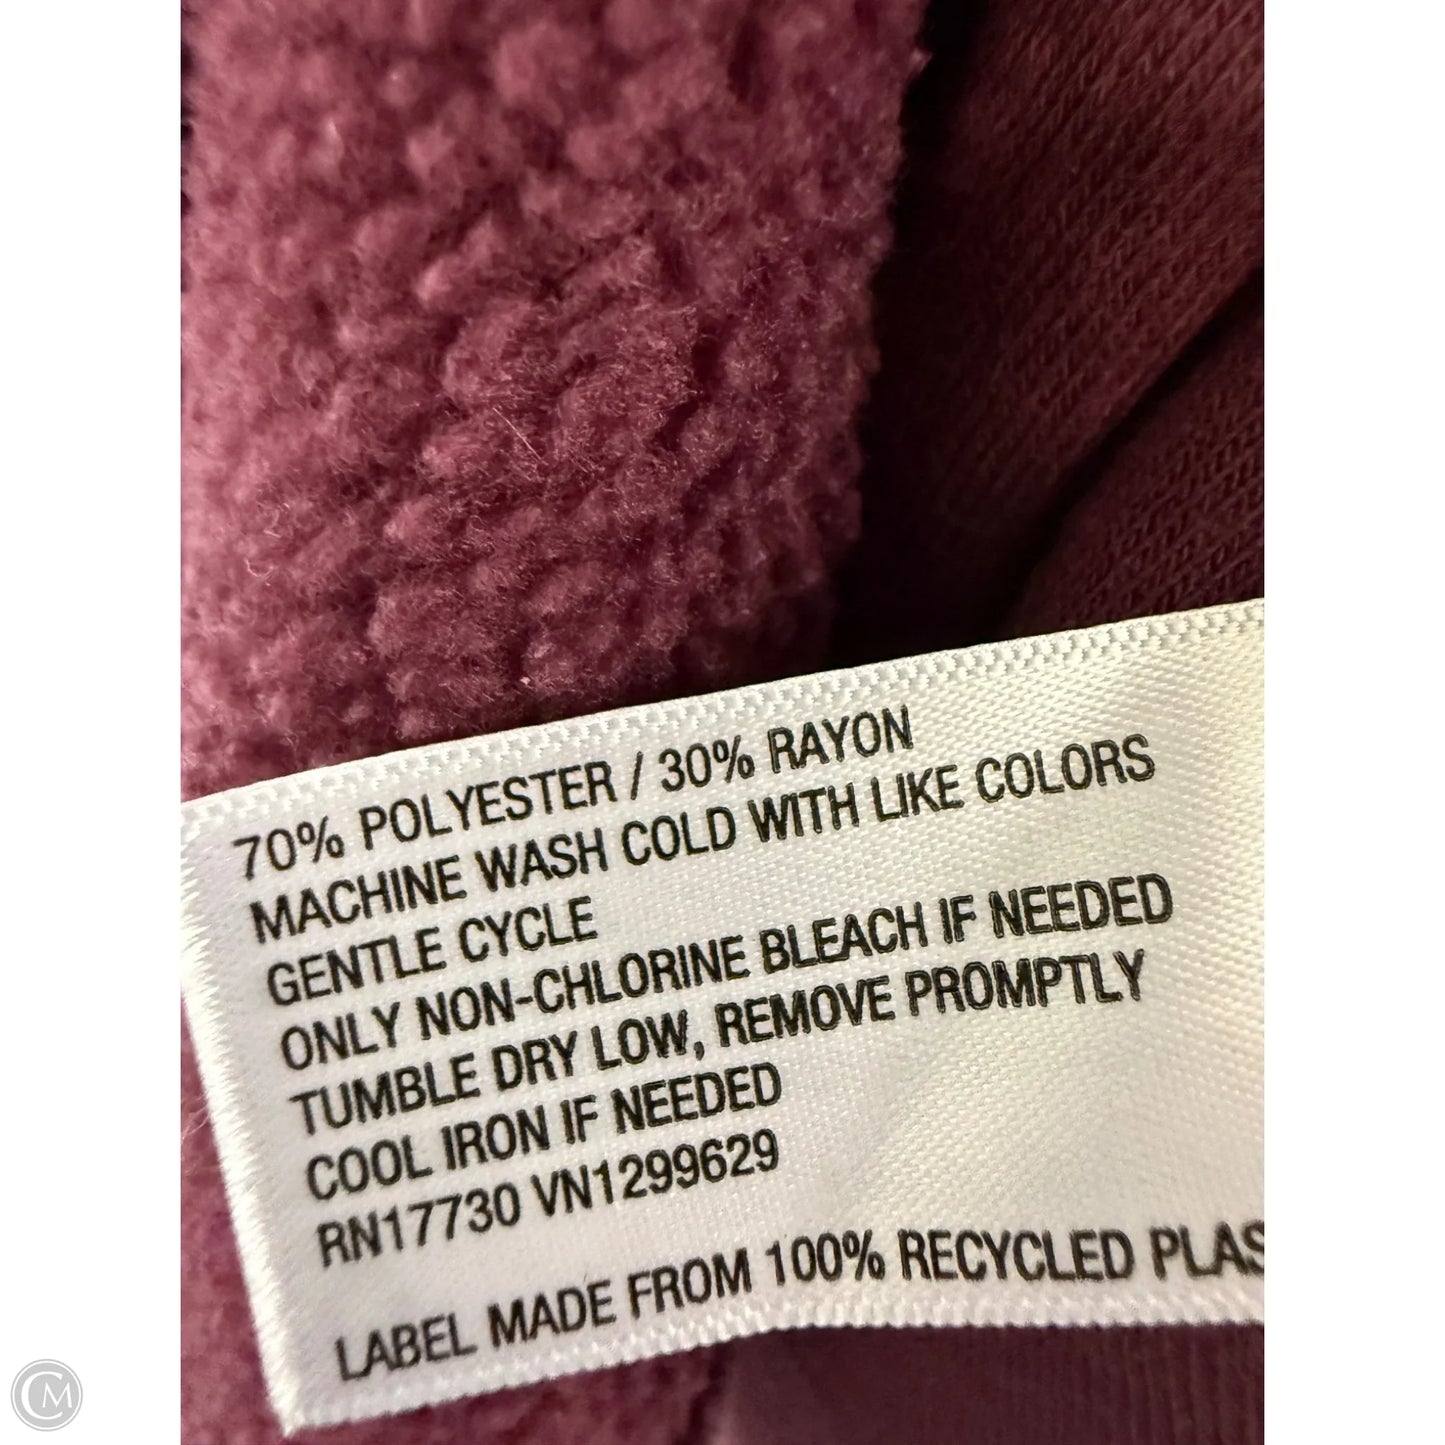 70% POLYESTER / 30% RAYON
MACHINE WASH COLD WITH LIKE COLORS
GENTLE CYCLE
ONLY NON-CHLORINE BLEACH IF NEEDED
TUMBLE DRY LOW, REMOVE PROMPTLY
COOL IRON IF NEEDED
RN17730 VN1299629
LABEL MADE FROM 100% RECYCLED PLAS
CM